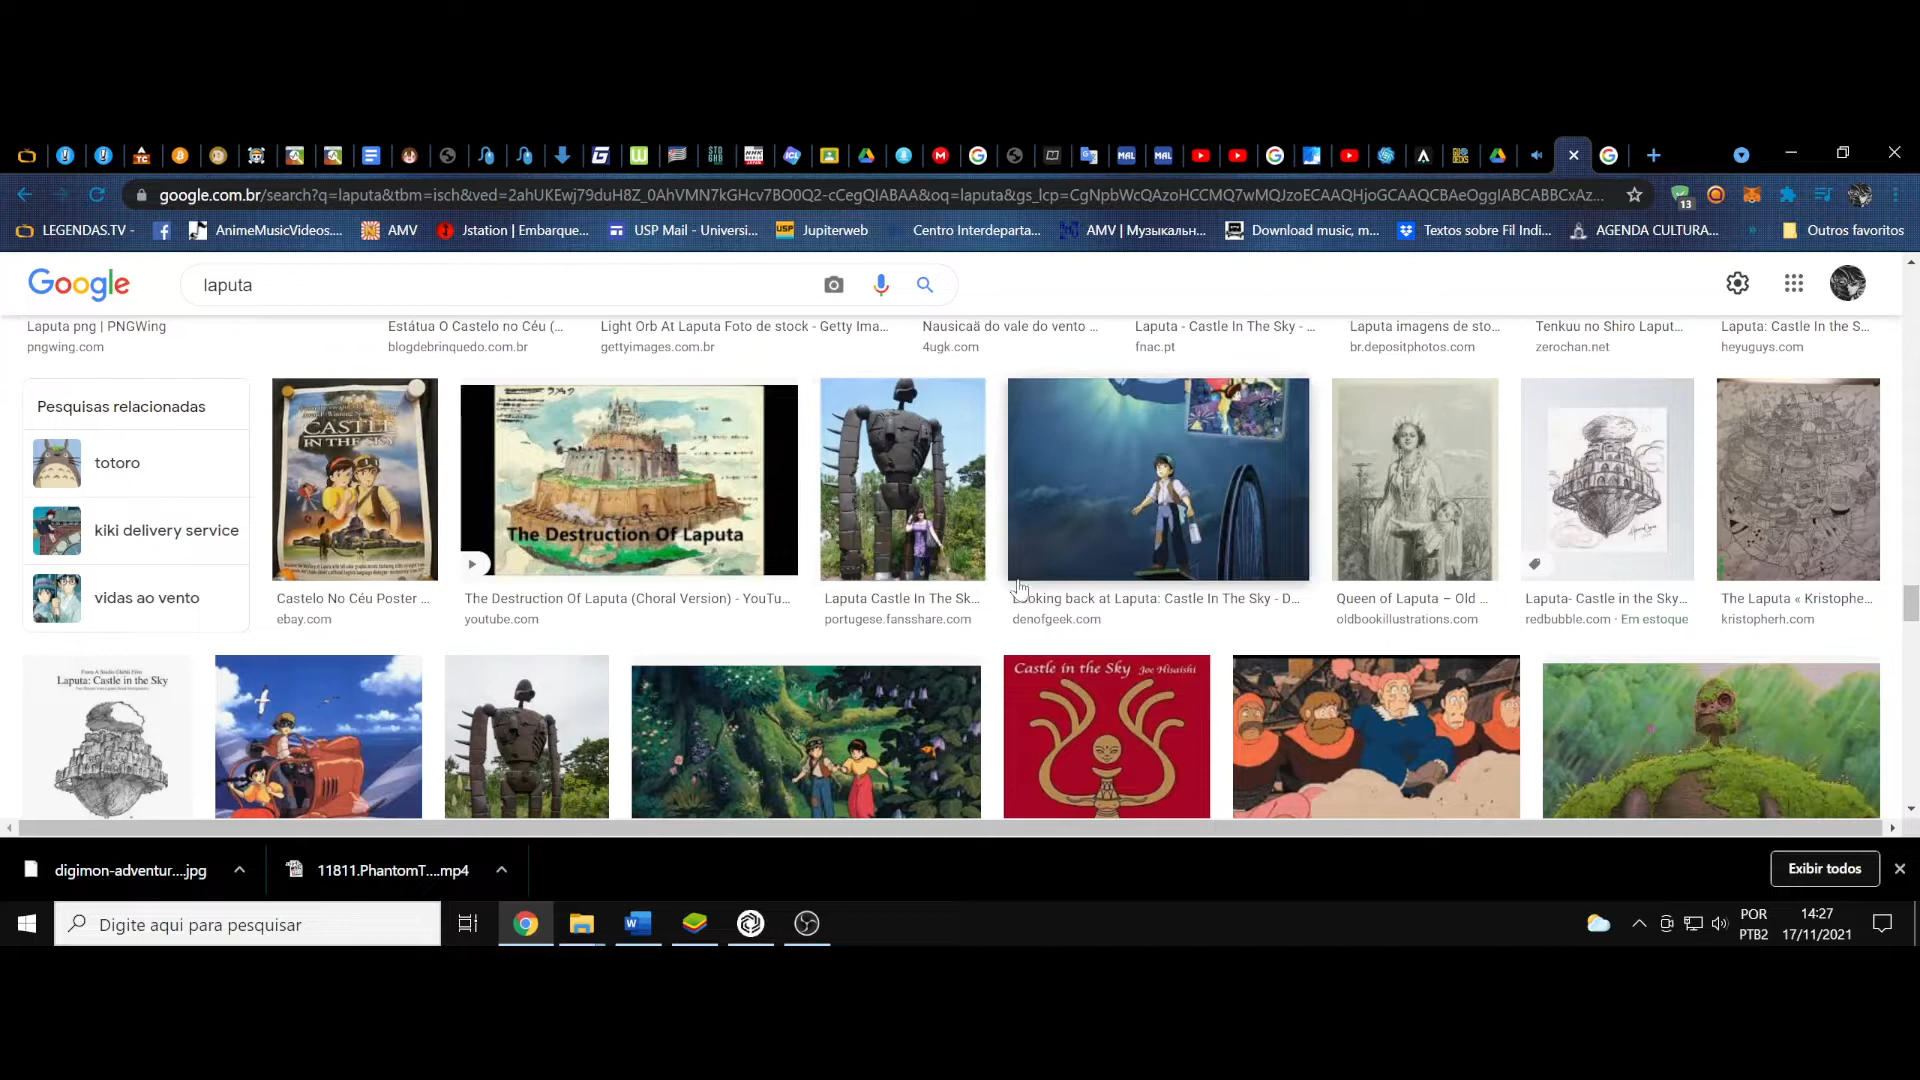 google.com.br/search?q=laputa&tbm=isch&ved=2ahUKEwj79duH8Z_0AhVMN7kGHcv7BO0Q2-cCegQIABAA&oq=laputa&gs_lcp=CgNpbWcQAzoHCCMQ7wMQJzoECAAQHjoGCAAQCBAeOggIABCABBCxAz...
13
LEGENDAS.TV -
AnimeMusicVideos....
AMV
Jstation | Embarque...
USP Mail - Universi...
Jupiterweb
Centro Interdeparta...
AMV | Музыкальн...
Download music, m...
Textos sobre Fil Indi...
AGENDA CULTURA...
Outros favoritos
Google
laputa
Laputa png | PNGWing
pngwing.com
Estátua O Castelo no Céu (...
blogdebrinquedo.com.br
Light Orb At Laputa Foto de stock - Getty Ima...
gettyimages.com.br
Nausicaä do vale do vento ...
4ugk.com
Laputa - Castle In The Sky - ...
fnac.pt
Laputa imagens de sto...
br.depositphotos.com
Tenkuu no Shiro Laput...
zerochan.net
Laputa: Castle In the S...
heyuguys.com
Pesquisas relacionadas
totoro
kiki delivery service
vidas ao vento
CASTLE
IN THE SKY
The Destruction Of Laputa
Castelo No Céu Poster ...
ebay.com
The Destruction Of Laputa (Choral Version) - YouTu...
youtube.com
Laputa Castle In The Sk...
portugese.fansshare.com
Looking back at Laputa: Castle In The Sky - D...
denofgeek.com
Queen of Laputa – Old ...
oldbookillustrations.com
Laputa- Castle in the Sky...
redbubble.com · Em estoque
The Laputa « Kristophe...
kristopherh.com
From A Studio Ghibli Film
Laputa: Castle in the Sky
Castle in the Sky Joe Hisaishi
digimon-adventur....jpg
11811.PhantomT....mp4
Exibir todos
Digite aqui para pesquisar
POR
PTB2
14:27
17/11/2021